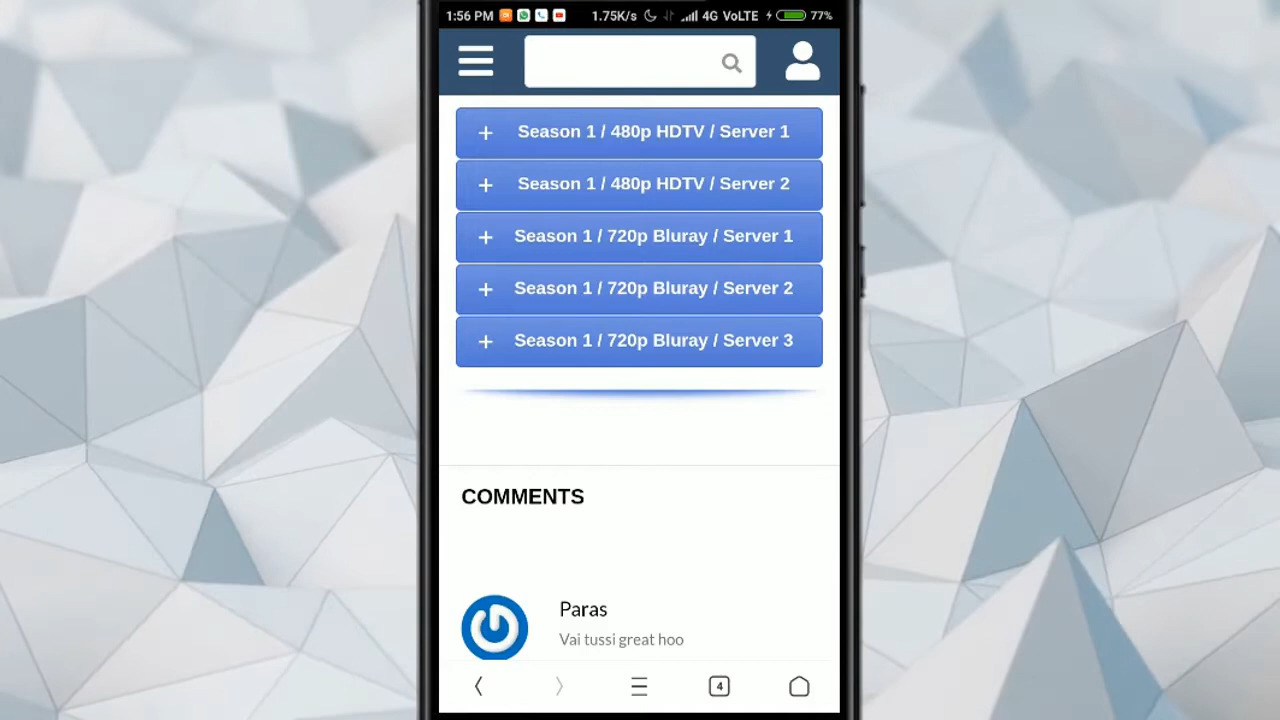 1:56 PM 1.75K/s 4G VoLTE 77%
+ Season 1 / 480p HDTV / Server 1
+ Season 1 / 480p HDTV / Server 2
+ Season 1 / 720p Bluray / Server 1
+ Season 1 / 720p Bluray / Server 2
+ Season 1 / 720p Bluray / Server 3
COMMENTS
Paras
Vai tussi great hoo
4